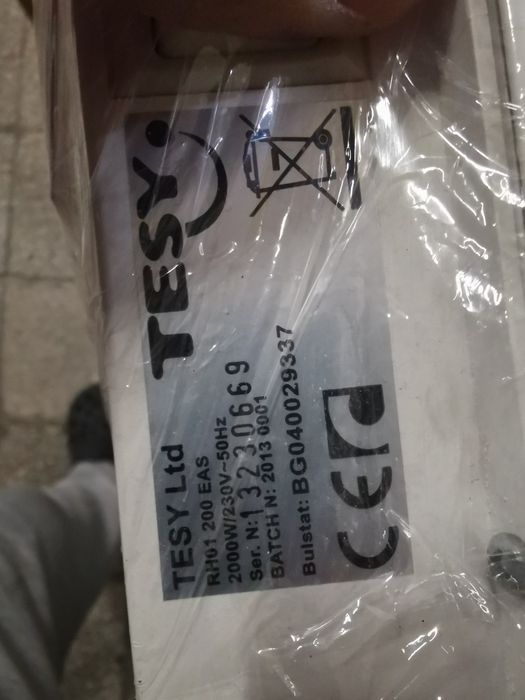 TESY
TESY Ltd
RH01 200 EAS
2000W/230V~50Hz
Ser. N: 13230669
BATCH N: 2013 0001
Bulstat: BG040029337
CE